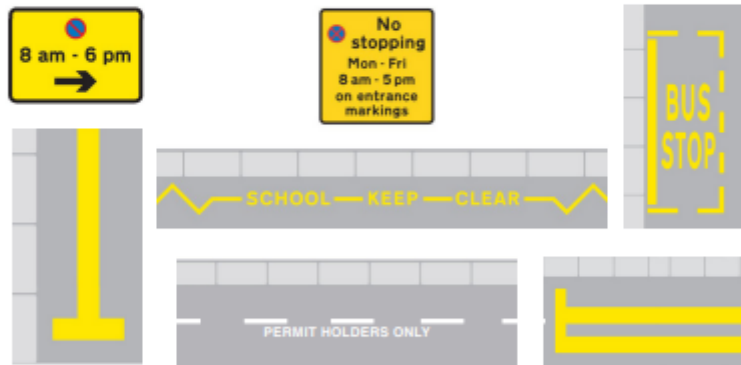 8 am - 6 pm
No
stopping
Mon - Fri
8 am - 5 pm
on entrance
markings
BUS
STOP
SCHOOL KEEP CLEAR
PERMIT HOLDERS ONLY